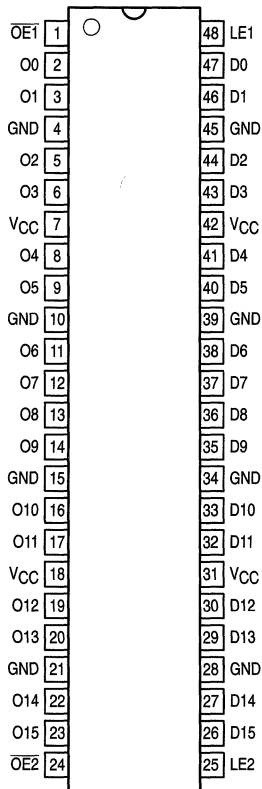 O̅E̅1̅ 1 48 LE1
O0 2 47 D0
O1 3 46 D1
GND 4 45 GND
O2 5 44 D2
O3 6 43 D3
VCC 7 42 VCC
O4 8 41 D4
O5 9 40 D5
GND 10 39 GND
O6 11 38 D6
O7 12 37 D7
O8 13 36 D8
O9 14 35 D9
GND 15 34 GND
O10 16 33 D10
O11 17 32 D11
VCC 18 31 VCC
O12 19 30 D12
O13 20 29 D13
GND 21 28 GND
O14 22 27 D14
O15 23 26 D15
O̅E̅2̅ 24 25 LE2